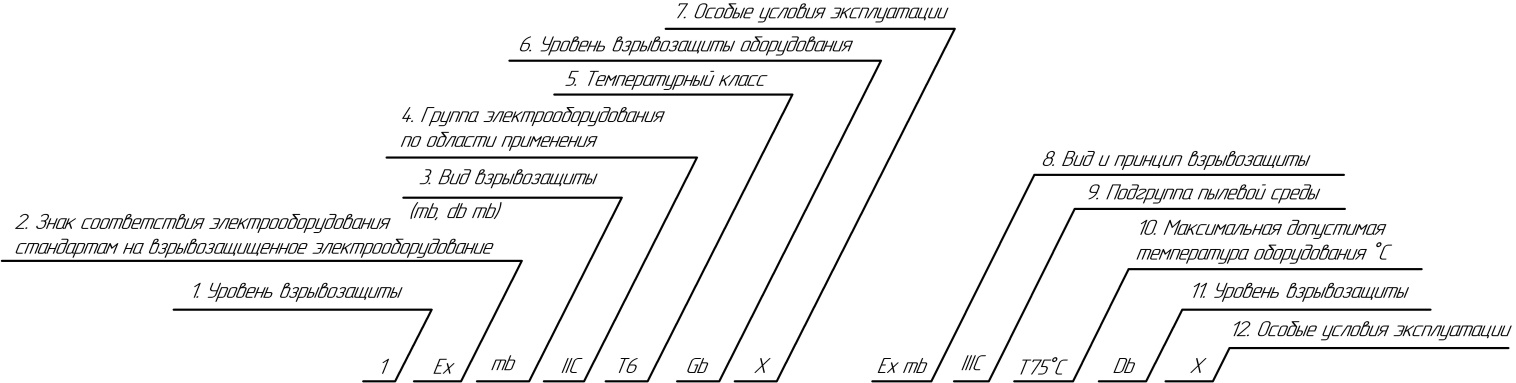 7. Особые условия эксплуатации
6. Уровень взрывозащиты оборудования
5. Температурный класс
4. Группа электрооборудования
по области применения
3. Вид взрывозащиты
(mb, db mb)
2. Знак соответствия электрооборудования
стандартам на взрывозащищенное электрооборудование
1. Уровень взрывозащиты
1 Ex mb IIC T6 Gb X
8. Вид и принцип взрывозащиты
9. Подгруппа пылевой среды
10. Максимальная допустимая
температура оборудования °C
11. Уровень взрывозащиты
12. Особые условия эксплуатации
Ex mb IIIC T75°C Db X